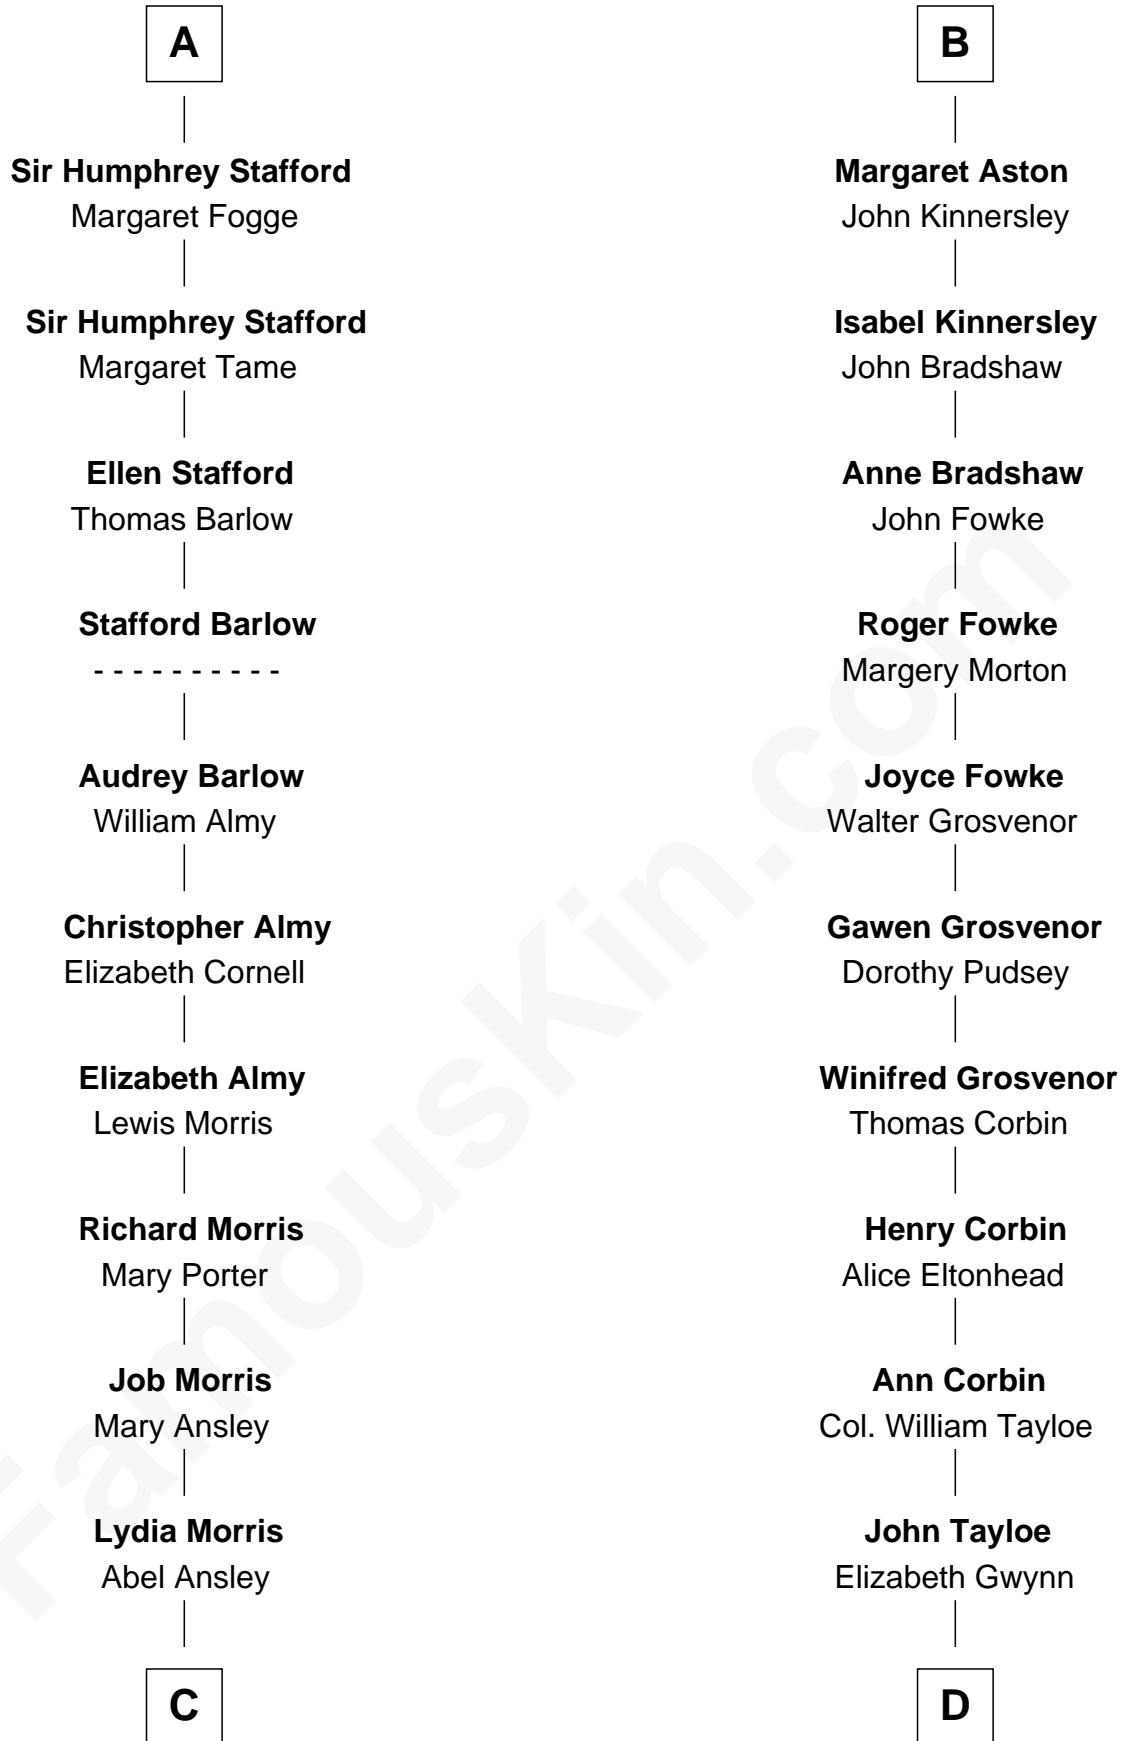 A
Sir Humphrey Stafford
Margaret Fogge
Sir Humphrey Stafford
Margaret Tame
Ellen Stafford
Thomas Barlow
Stafford Barlow
- - - - - - - - - -
Audrey Barlow
William Almy
Christopher Almy
Elizabeth Cornell
Elizabeth Almy
Lewis Morris
Richard Morris
Mary Porter
Job Morris
Mary Ansley
Lydia Morris
Abel Ansley
C
B
Margaret Aston
John Kinnersley
Isabel Kinnersley
John Bradshaw
Anne Bradshaw
John Fowke
Roger Fowke
Margery Morton
Joyce Fowke
Walter Grosvenor
Gawen Grosvenor
Dorothy Pudsey
Winifred Grosvenor
Thomas Corbin
Henry Corbin
Alice Eltonhead
Ann Corbin
Col. William Tayloe
John Tayloe
Elizabeth Gwynn
D
FamousKin.com